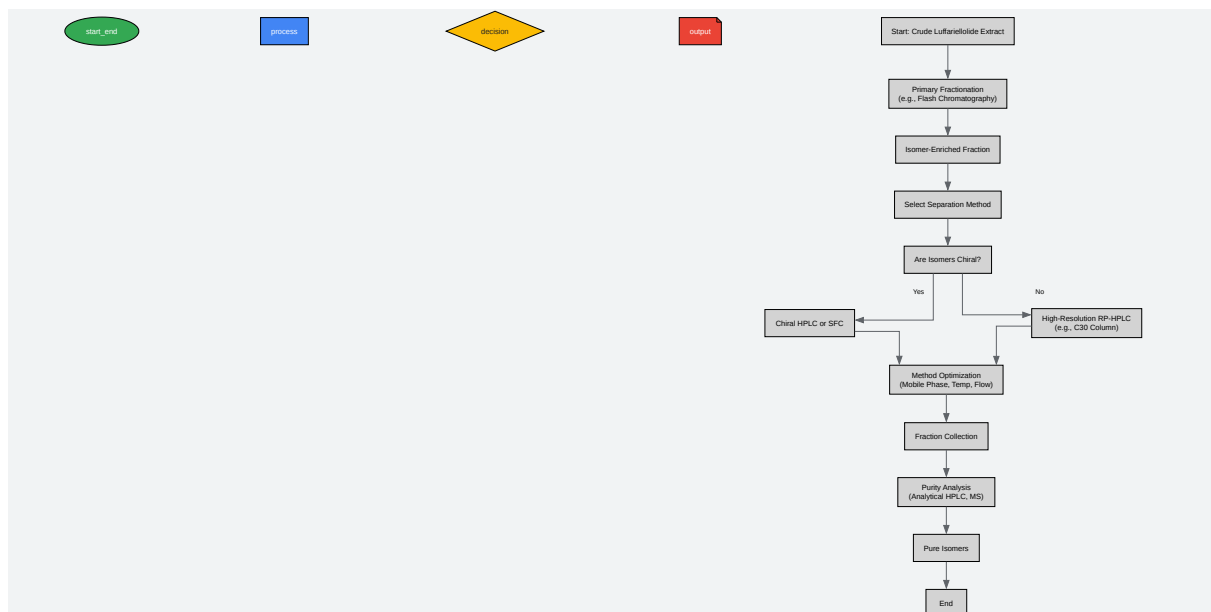 start_end
process
decision
output
Start: Crude Luffariellolide Extract
Primary Fractionation
(e.g., Flash Chromatography)
Isomer-Enriched Fraction
Select Separation Method
Are Isomers Chiral?
Yes
No
Chiral HPLC or SFC
High-Resolution RP-HPLC
(e.g., C30 Column)
Method Optimization
(Mobile Phase, Temp, Flow)
Fraction Collection
Purity Analysis
(Analytical HPLC, MS)
Pure Isomers
End